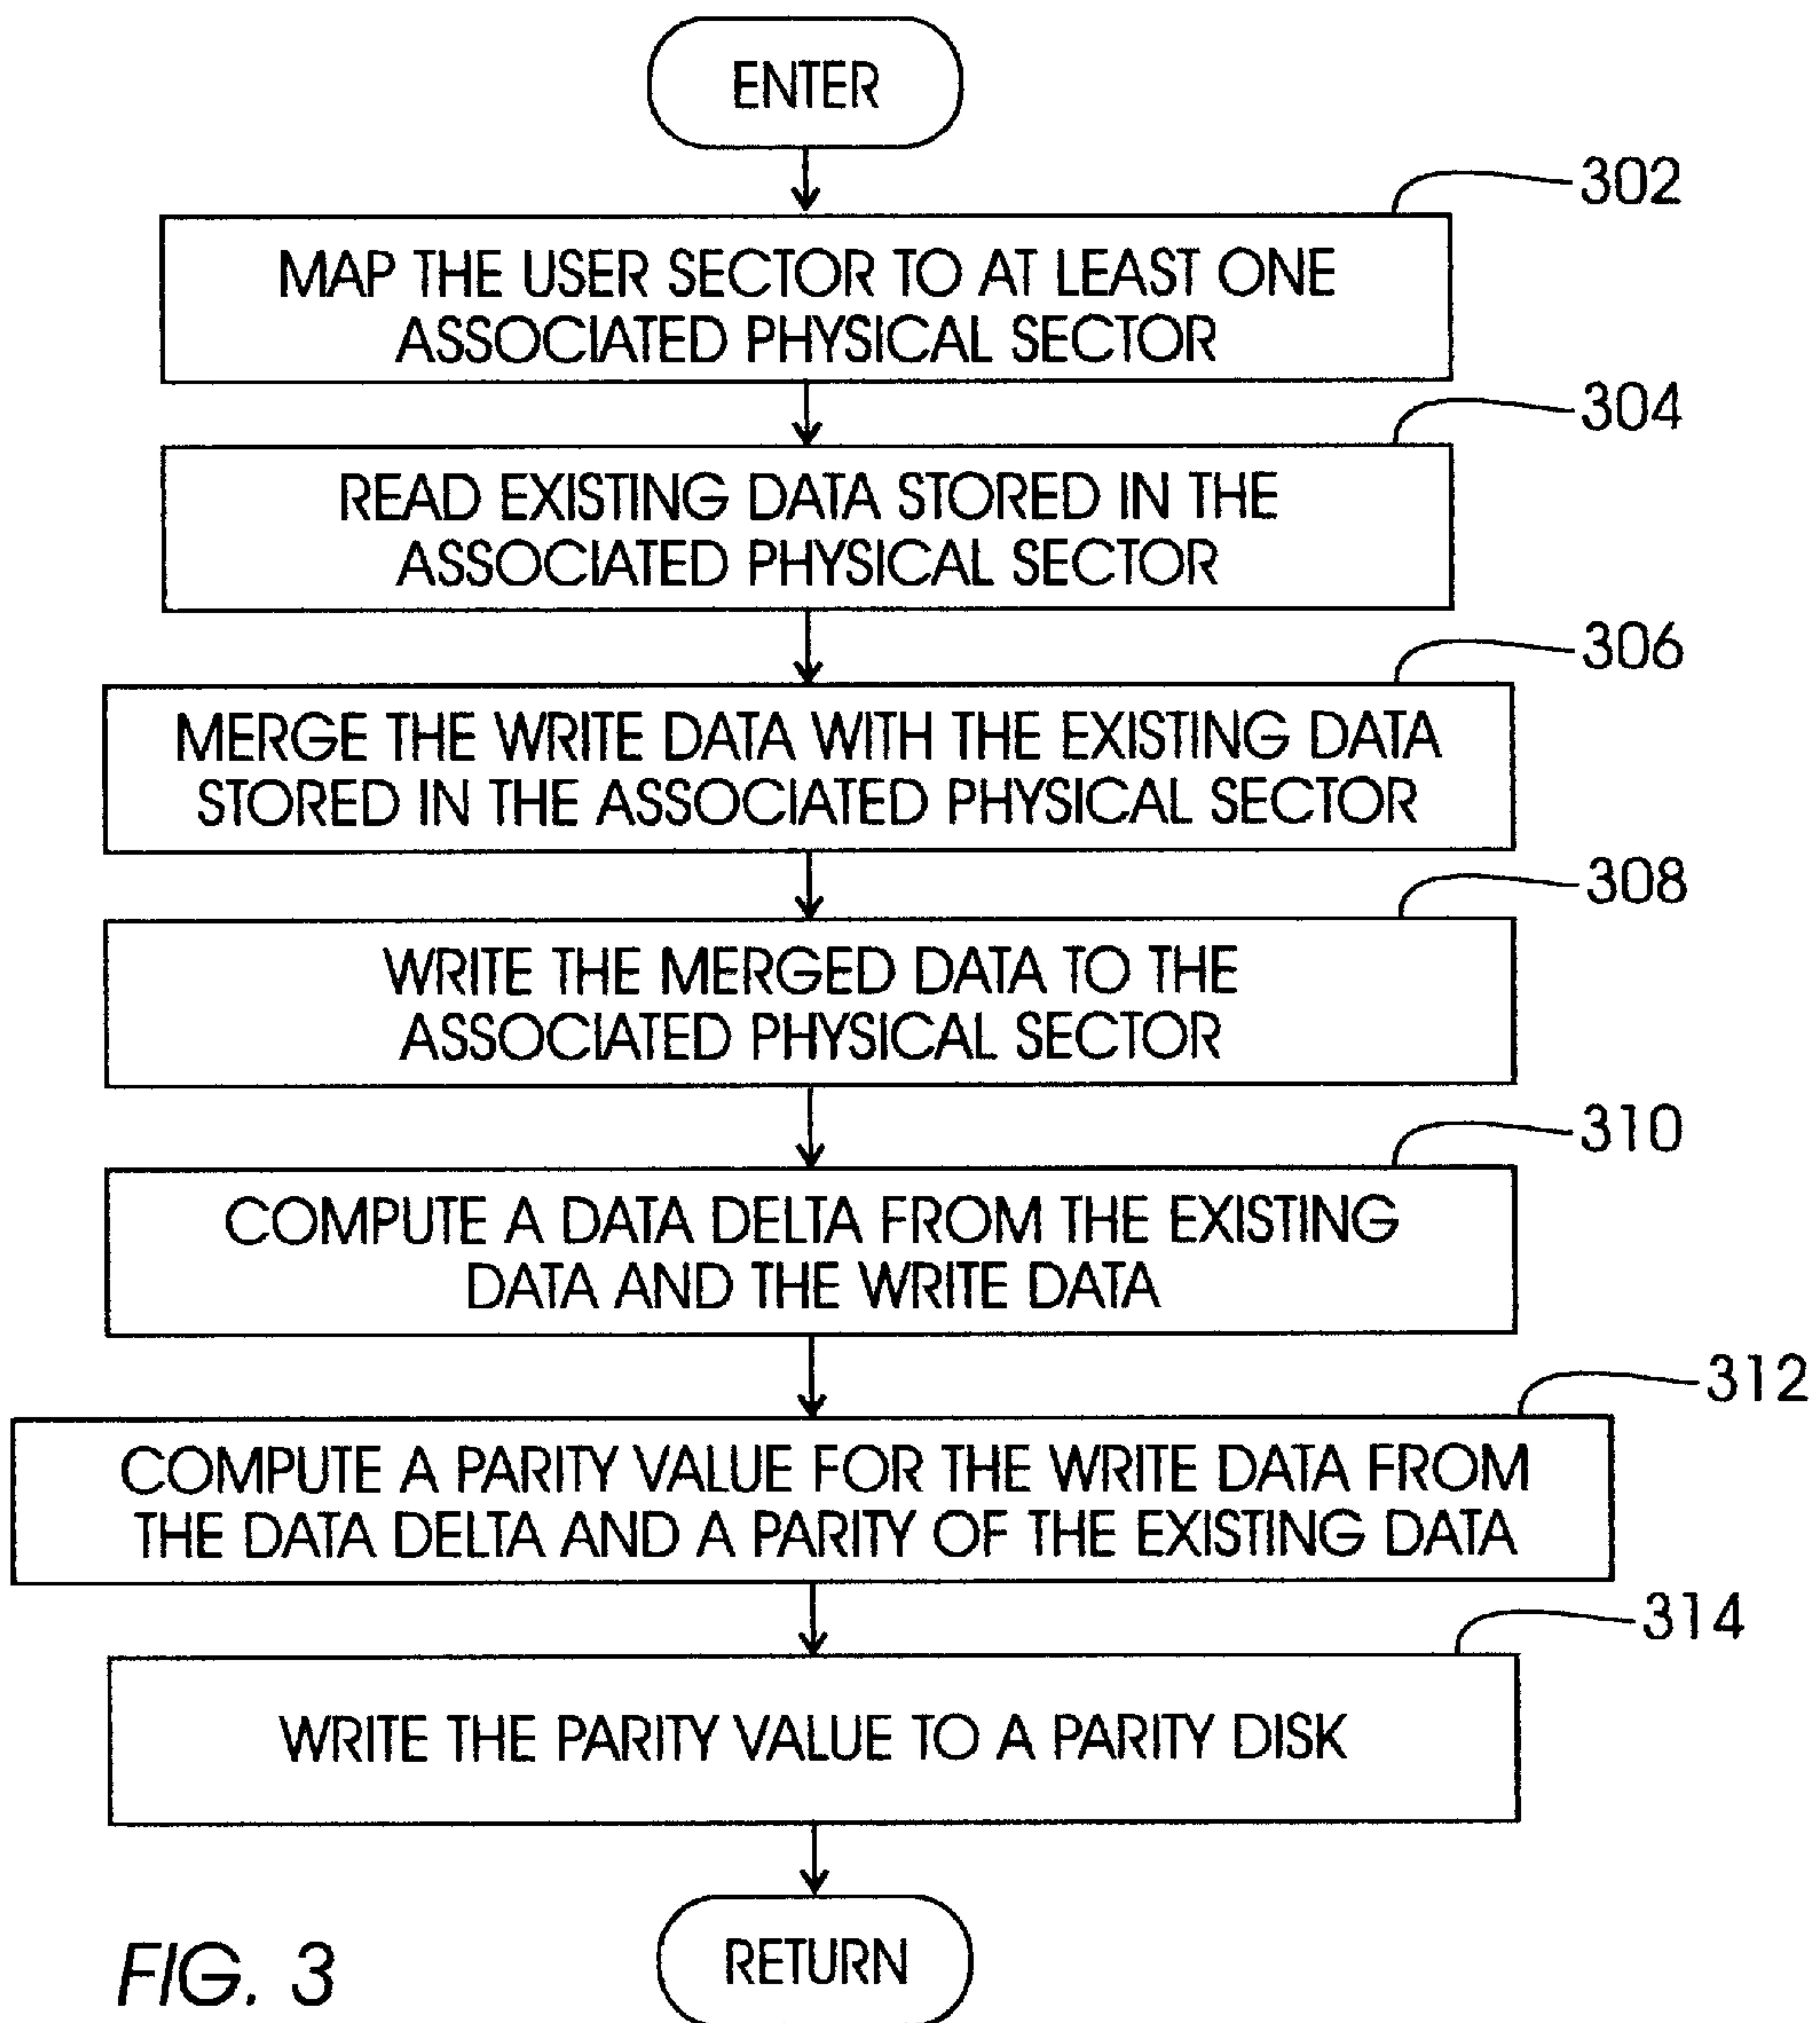 ENTER
302
MAP THE USER SECTOR TO AT LEAST ONE
ASSOCIATED PHYSICAL SECTOR
304
READ EXISTING DATA STORED IN THE
ASSOCIATED PHYSICAL SECTOR
306
MERGE THE WRITE DATA WITH THE EXISTING DATA
STORED IN THE ASSOCIATED PHYSICAL SECTOR
308
WRITE THE MERGED DATA TO THE
ASSOCIATED PHYSICAL SECTOR
310
COMPUTE A DATA DELTA FROM THE EXISTING
DATA AND THE WRITE DATA
312
COMPUTE A PARITY VALUE FOR THE WRITE DATA FROM
THE DATA DELTA AND A PARITY OF THE EXISTING DATA
314
WRITE THE PARITY VALUE TO A PARITY DISK
RETURN
FIG. 3